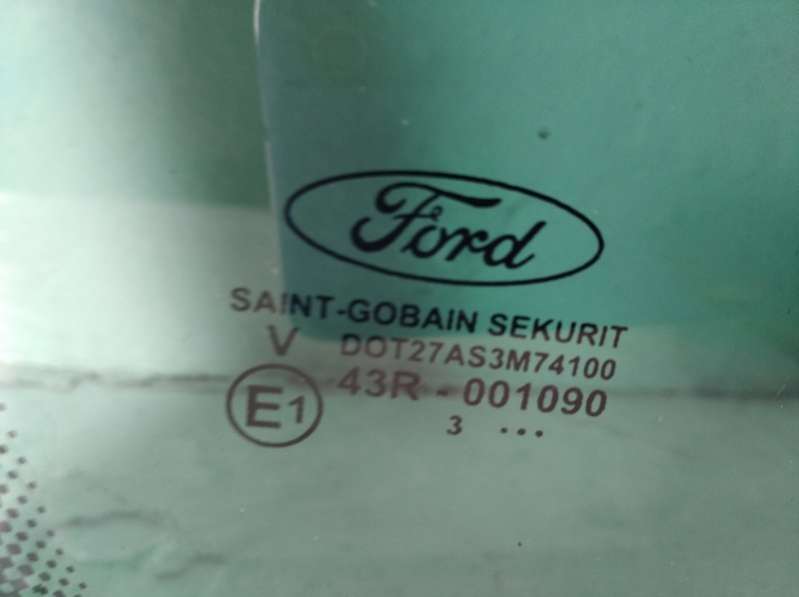 Ford
SAINT-GOBAIN SEKURIT
V DOT27AS3M74100
E1 43R - 001090
3 ...